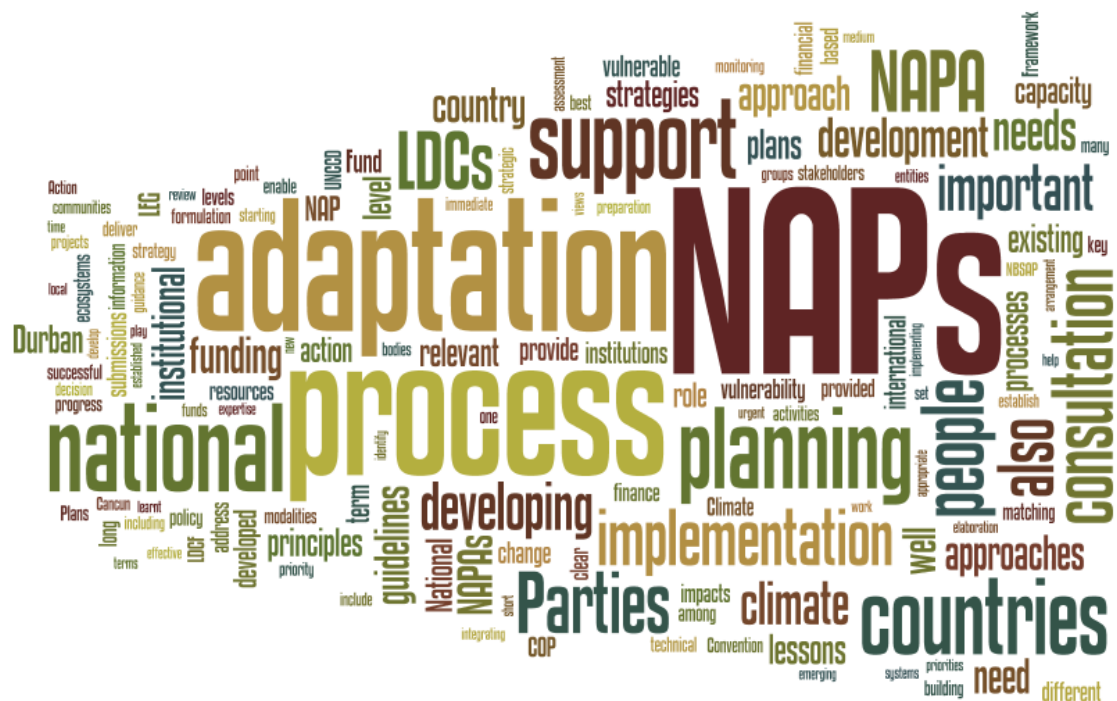 medium
financial
based
framework
vulnerable
monitoring
NAPA
assessment
best
strategies
approach
capacity
country
support
plans
development
needs
many
UNCCD
Fund
LDCs
strategic
groups
stakeholders
entities
important
point
enable
level
Action
review
levels
LEG
NAP
immediate
views
preparation
communities
formulation
starting
adaptation
NAPs
time
deliver
existing
key
projects
strategy
ecosystems
information
guidance
institutional
NBSAP
arrangement
consultation
local
submissions
processes
Durban
develop
established
play
funding
new
action
bodies
relevant
provide
institutions
international
implementing
help
successful
decision
progress
resources
process
role
vulnerability
provided
set
people
establish
funds
expertise
one
urgent
activities
also
national
identify
planning
appropriate
Plans
Cancun
learnt
developing
finance
Climate
work
matching
long
including
policy
address
modalities
term
guidelines
implementation
elaboration
effective
LDCF
developed
principles
National
NAPAs
change
clear
well
approaches
terms
priority
include
short
Parties
impacts
among
climate
countries
integrating
COP
technical
Convention
lessons
emerging
systems
priorities
building
need
different